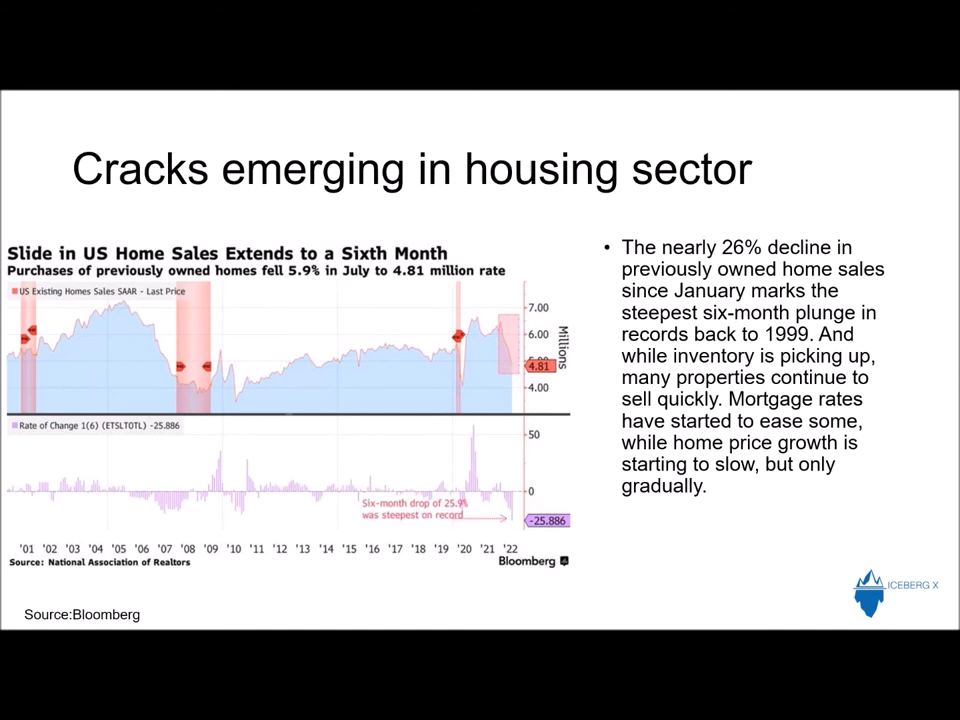 Cracks emerging in housing sector
Slide in US Home Sales Extends to a Sixth Month
Purchases of previously owned homes fell 5.9% in July to 4.81 million rate
US Existing Homes Sales SAAR - Last Price
7.00
6.00
4.81
4.00
Millions
Rate of Change 1(6) (ETSLTOTL) -25.886
50
0
Six-month drop of 25.9%
was steepest on record
-25.886
'01 '02 '03 '04 '05 '06 '07 '08 '09 '10 '11 '12 '13 '14 '15 '16 '17 '18 '19 '20 '21 '22
Source: National Association of Realtors
Bloomberg
• The nearly 26% decline in
previously owned home sales
since January marks the
steepest six-month plunge in
records back to 1999. And
while inventory is picking up,
many properties continue to
sell quickly. Mortgage rates
have started to ease some,
while home price growth is
starting to slow, but only
gradually.
ICEBERG X
Source:Bloomberg